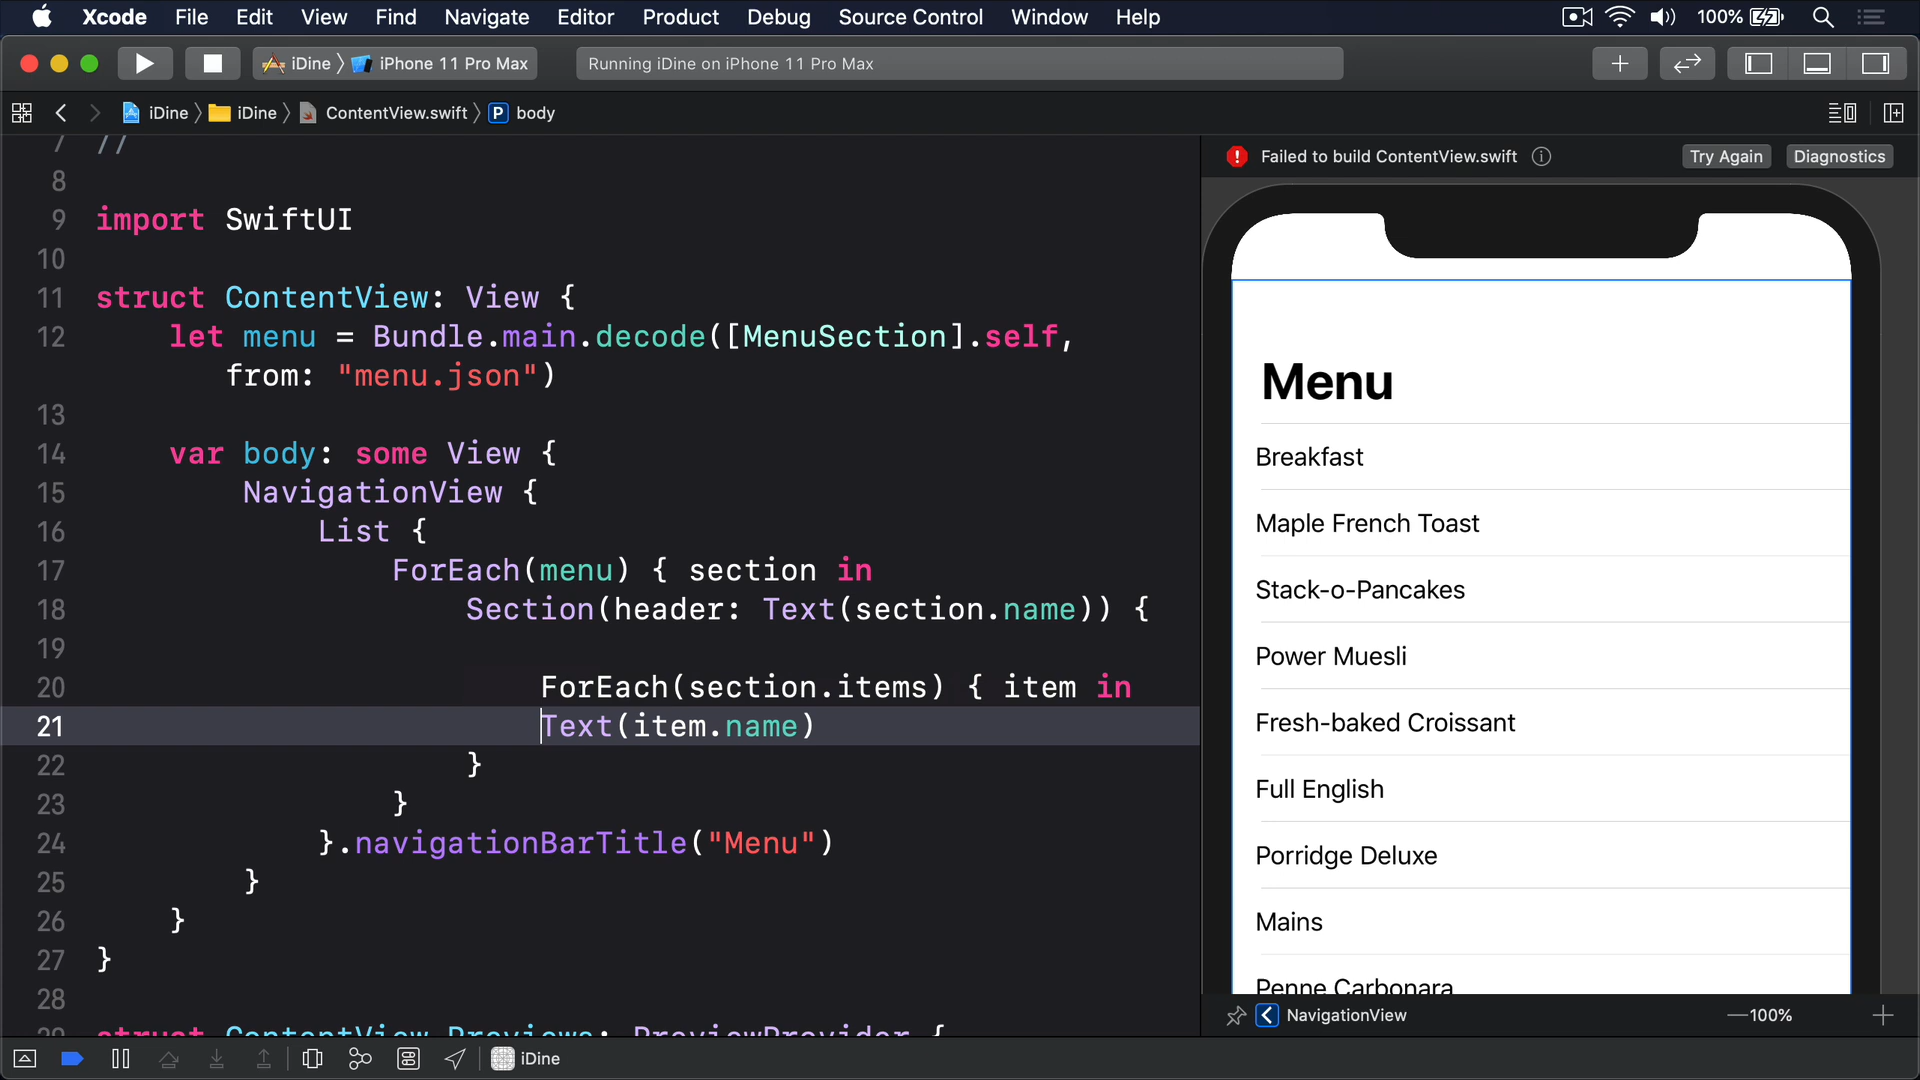 Xcode File Edit View Find Navigate Editor Product Debug Source Control Window Help 100%
iDine iPhone 11 Pro Max Running iDine on iPhone 11 Pro Max
iDine iDine ContentView.swift P body
Failed to build ContentView.swift Try Again Diagnostics
7 //
8
9 import SwiftUI
10
11 struct ContentView: View {
12 let menu = Bundle.main.decode([MenuSection].self,
from: "menu.json")
13
14 var body: some View {
15 NavigationView {
16 List {
17 ForEach(menu) { section in
18 Section(header: Text(section.name)) {
19
20 ForEach(section.items) { item in
21 Text(item.name)
22 }
23 }
24 }.navigationBarTitle("Menu")
25 }
26 }
27 }
28
29 struct ContentView_Previews: PreviewProvider {
Menu
Breakfast
Maple French Toast
Stack-o-Pancakes
Power Muesli
Fresh-baked Croissant
Full English
Porridge Deluxe
Mains
Penne Carbonara
NavigationView 100%
iDine